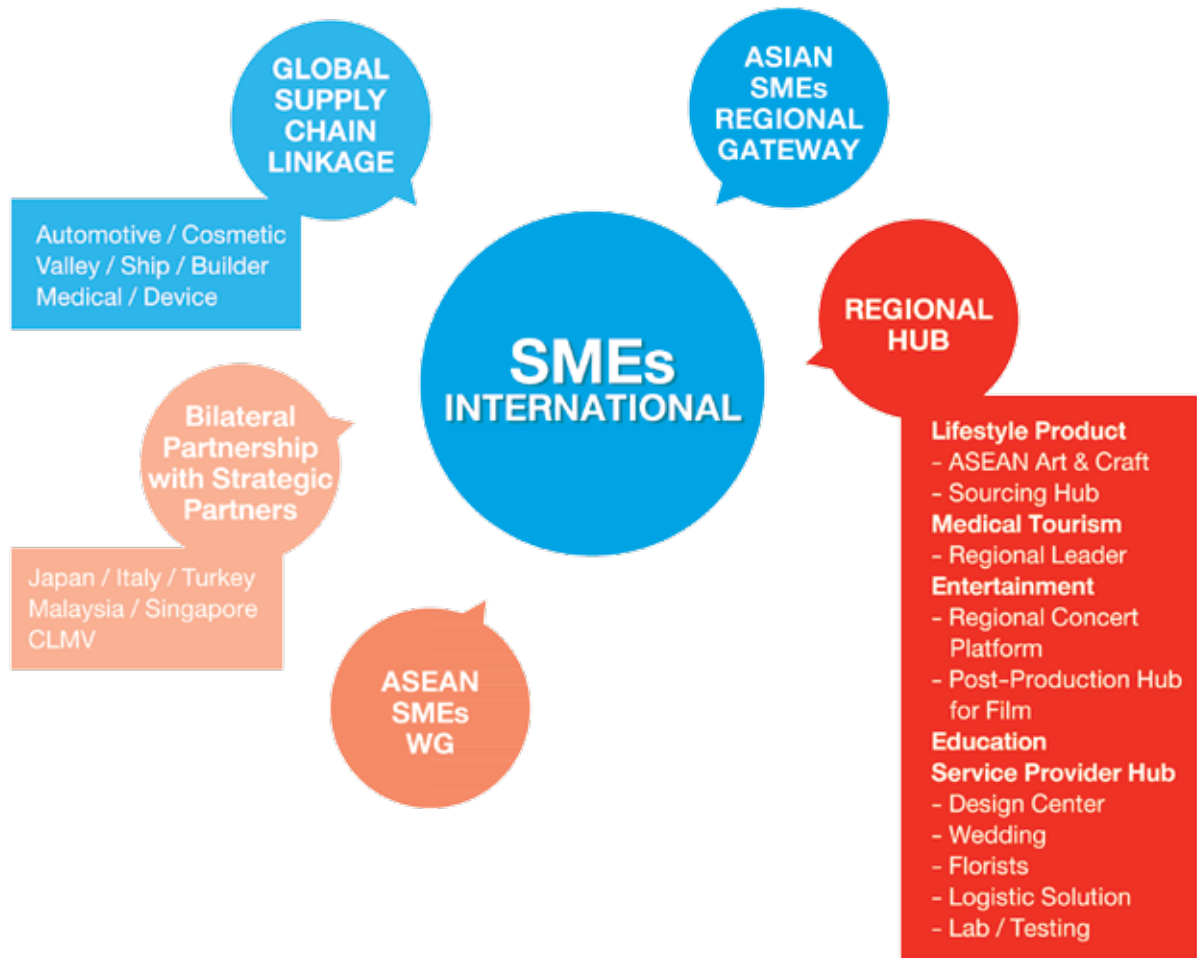 GLOBAL
SUPPLY
CHAIN
LINKAGE
Automotive / Cosmetic
Valley / Ship / Builder
Medical / Device
ASIAN
SMEs
REGIONAL
GATEWAY
SMEs
INTERNATIONAL
REGIONAL
HUB
Lifestyle Product
- ASEAN Art & Craft
- Sourcing Hub
Medical Tourism
- Regional Leader
Entertainment
- Regional Concert
Platform
- Post-Production Hub
for Film
Education
Service Provider Hub
- Design Center
- Wedding
- Florists
- Logistic Solution
- Lab / Testing
Bilateral
Partnership
with Strategic
Partners
Japan / Italy / Turkey
Malaysia / Singapore
CLMV
ASEAN
SMEs
WG